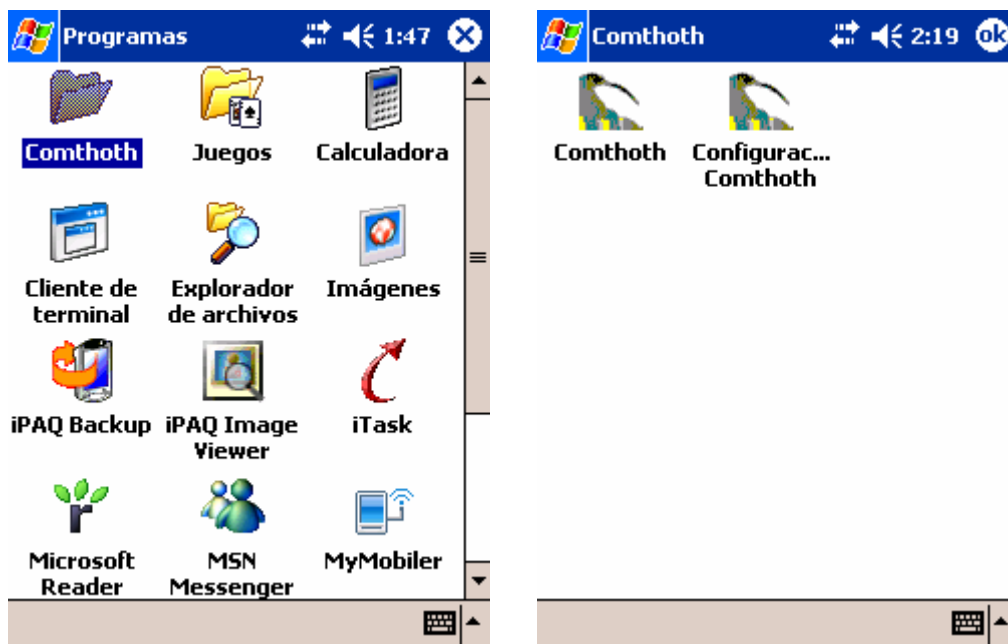 Programas 1:47
Comthoth Juegos Calculadora
Cliente de terminal
Explorador de archivos
Imágenes
iPAQ Backup
iPAQ Image Viewer
iTask
Microsoft Reader
MSN Messenger
MyMobiler
Comthoth 2:19 ok
Comthoth
Configurac...
Comthoth